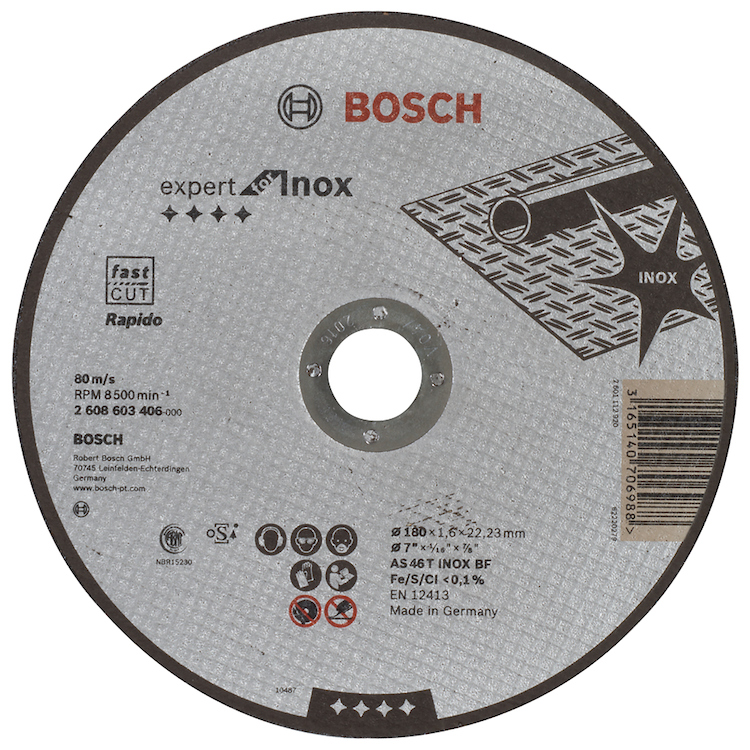 BOSCH
expert for Inox
INOX
fast
CUT
Rapido
80 m/s
RPM 8500 min⁻¹
2 608 603 406-000
BOSCH
Robert Bosch GmbH
70745 Leinfelden-Echterdingen
Germany
www.bosch-pt.com
NBR15230
Ø 180 × 1,6 × 22.23 mm
Ø 7" × 1/16" × 7/8"
AS 46 T INOX BF
Fe/S/Cl <0,1%
EN 12413
Made in Germany
3 165140 706988 >
10487